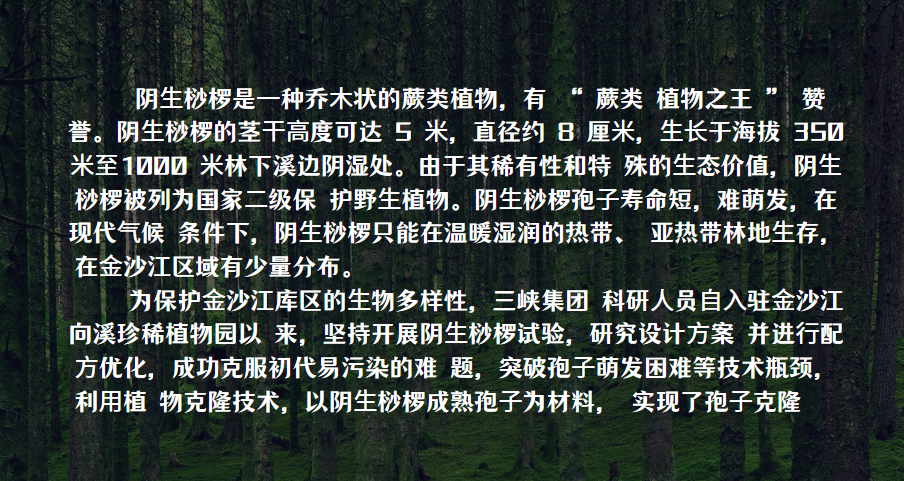 阴生桫椤是一种乔木状的蕨类植物，有 “ 蕨类 植物之王 ” 赞
誉。阴生桫椤的茎干高度可达 5 米，直径约 8 厘米，生长于海拔 350
米至1000 米林下溪边阴湿处。由于其稀有性和特 殊的生态价值，阴生
桫椤被列为国家二级保 护野生植物。阴生桫椤孢子寿命短，难萌发，在
现代气候 条件下，阴生桫椤只能在温暖湿润的热带、 亚热带林地生存，
在金沙江区域有少量分布。
为保护金沙江库区的生物多样性，三峡集团 科研人员自入驻金沙江
向溪珍稀植物园以 来，坚持开展阴生桫椤试验，研究设计方案 并进行配
方优化，成功克服初代易污染的难 题，突破孢子萌发困难等技术瓶颈，
利用植 物克隆技术，以阴生桫椤成熟孢子为材料， 实现了孢子克隆